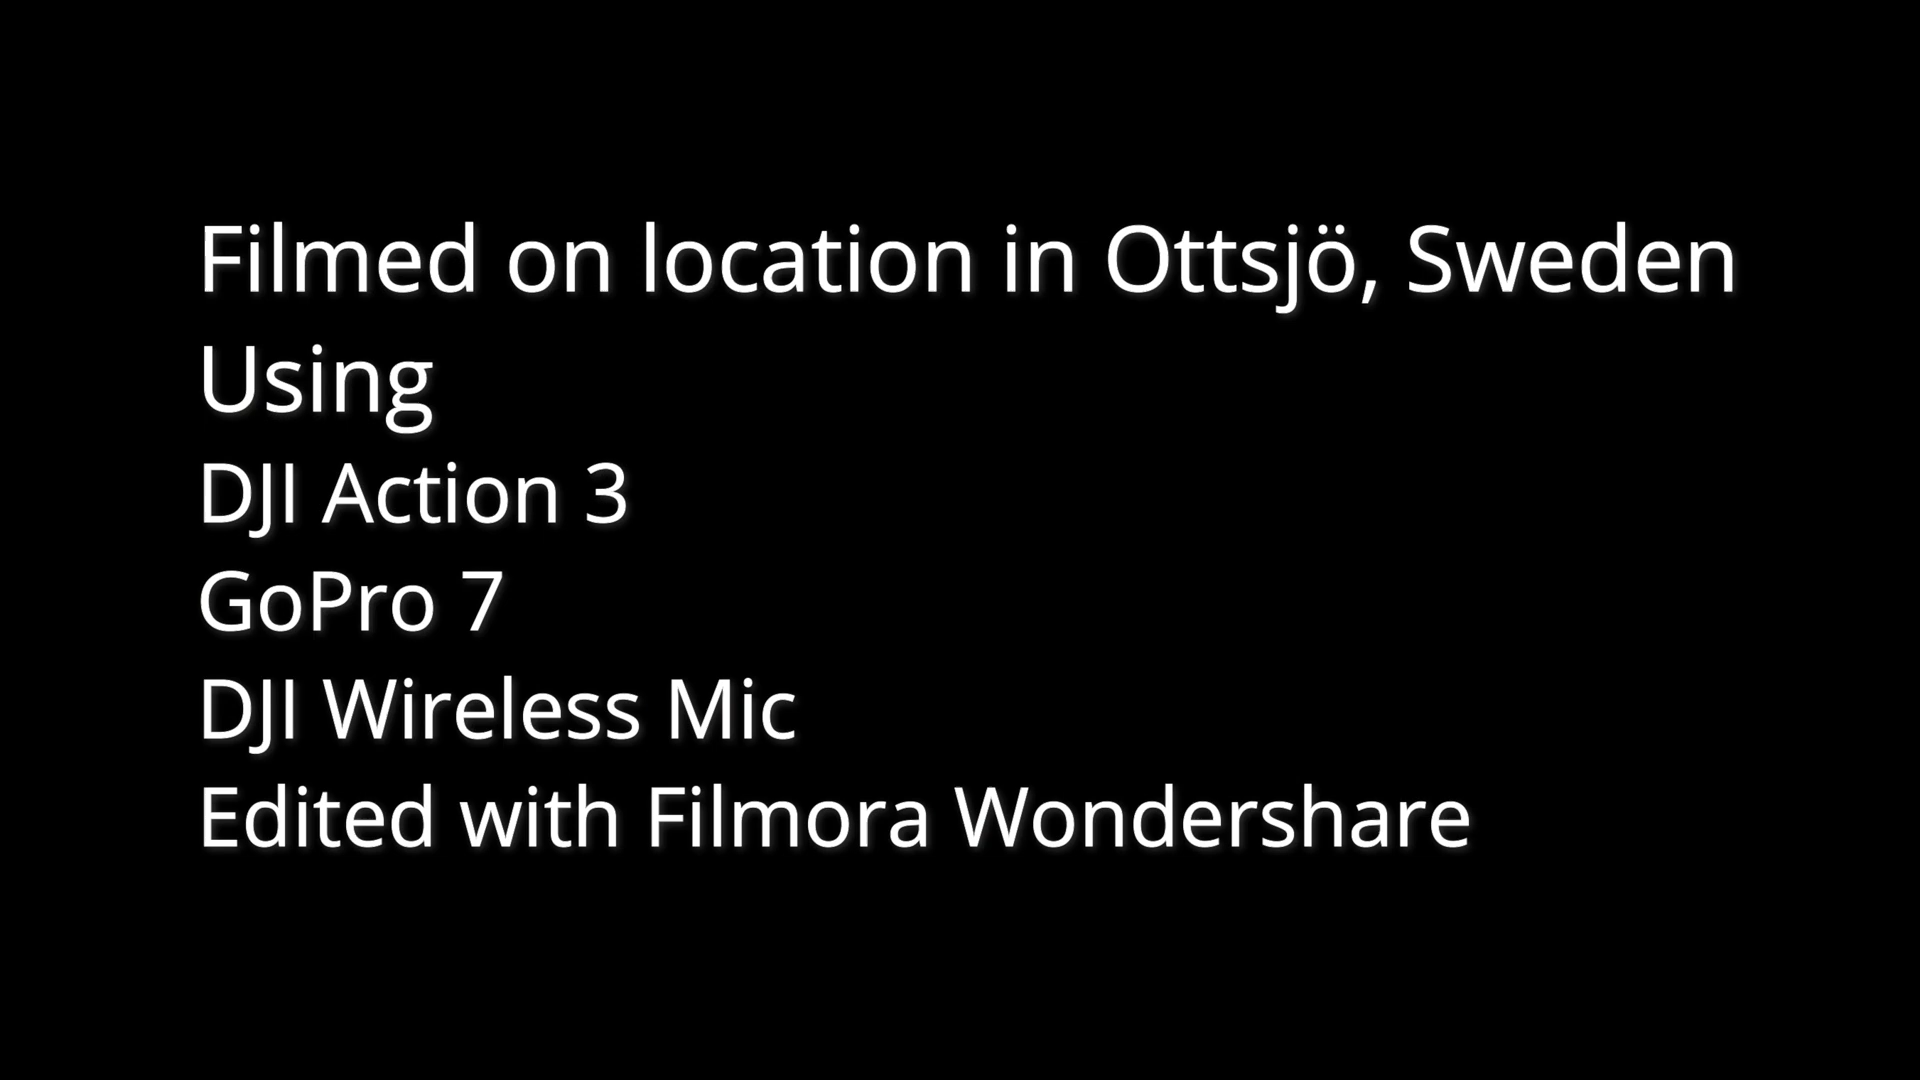 Filmed on location in Ottsjö, Sweden
Using
DJI Action 3
GoPro 7
DJI Wireless Mic
Edited with Filmora Wondershare